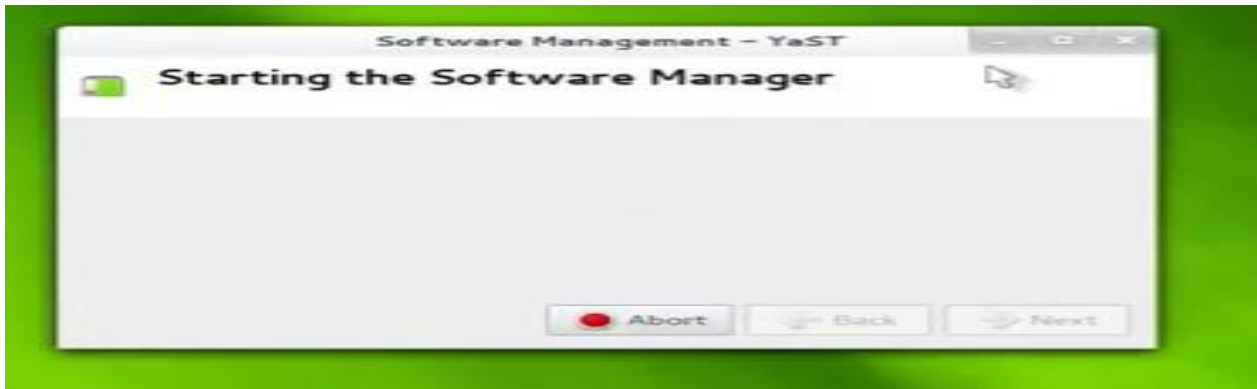 Software Management - YaST
Starting the Software Manager
Abort Back Next